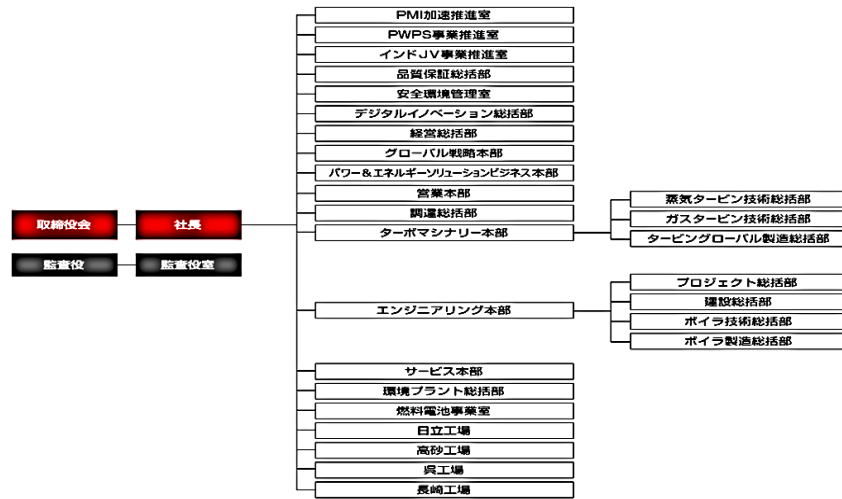 PMI加速推進室
PWPS事業推進室
インドJV事業推進室
品質保証総括部
安全環境管理室
デジタルイノベーション総括部
経営総括部
グローバル戦略本部
パワー＆エネルギーソリューションビジネス本部
営業本部
調達総括部
ターボマシナリー本部
蒸気タービン技術総括部
ガスタービン技術総括部
タービングローバル製造総括部
取締役会
社長
監査役
監査役室
エンジニアリング本部
プロジェクト総括部
建設総括部
ボイラ技術総括部
ボイラ製造総括部
サービス本部
環境プラント総括部
燃料電池事業室
日立工場
高砂工場
呉工場
長崎工場